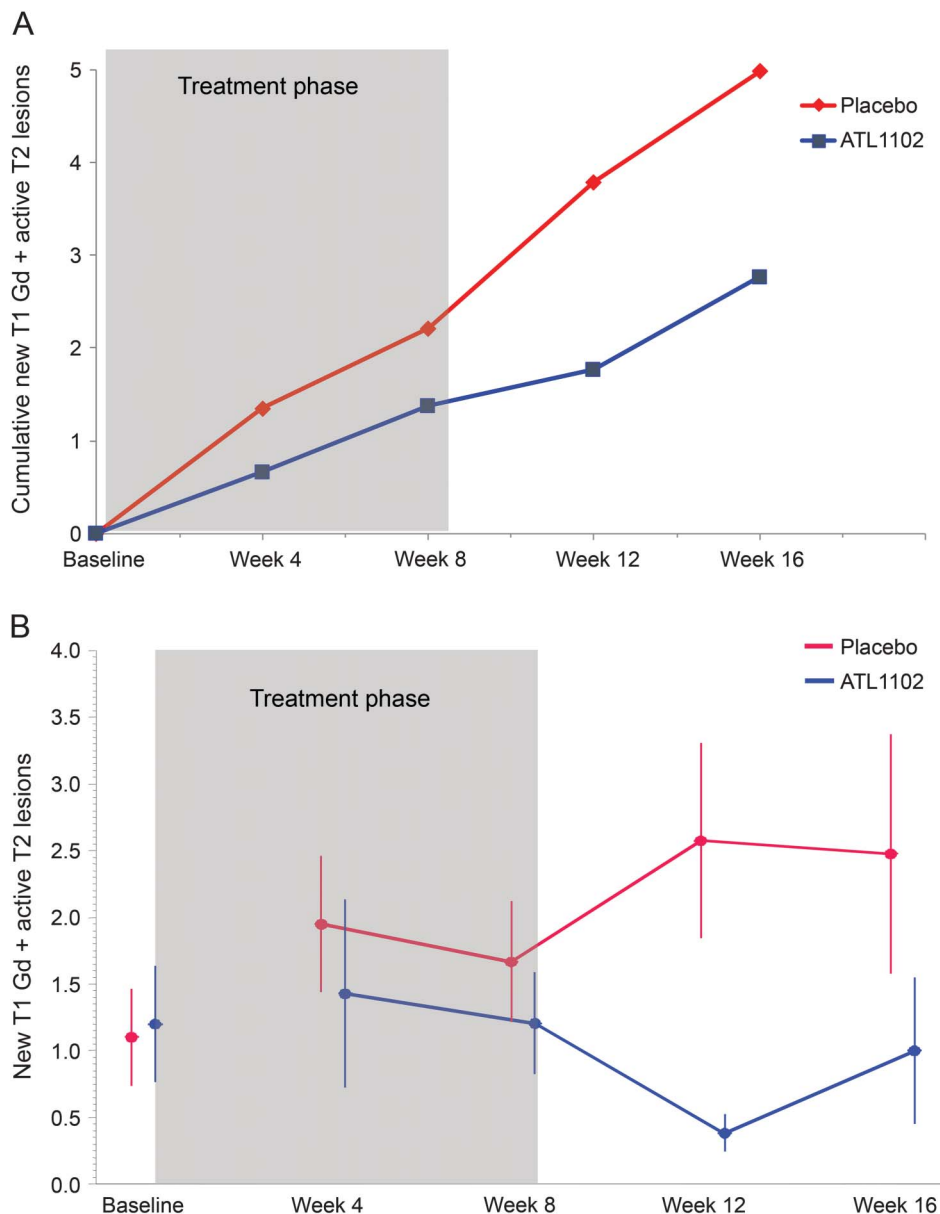 A
Cumulative new T1 Gd + active T2 lesions
5
4
3
2
1
0
Treatment phase
Placebo
ATL1102
Baseline
Week 4
Week 8
Week 12
Week 16
B
New T1 Gd + active T2 lesions
4.0
3.5
3.0
2.5
2.0
1.5
1.0
0.5
0.0
Treatment phase
Placebo
ATL1102
Baseline
Week 4
Week 8
Week 12
Week 16